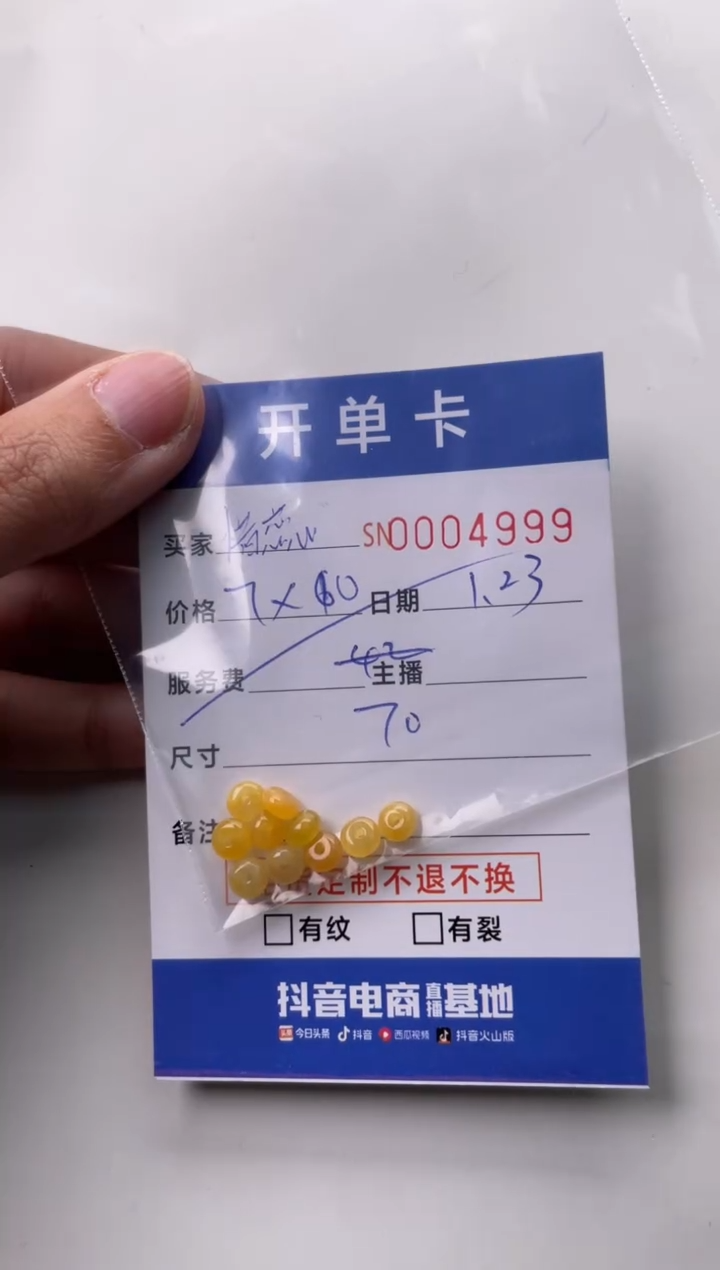 开单卡
买家 SN0004999
价格 7× 日期 1.23
服务费 主播
70
尺寸
备注
定制不退不换
□有纹 □有裂
抖音电商直播基地
头条 今日头条 抖音 西瓜视频 抖音火山版